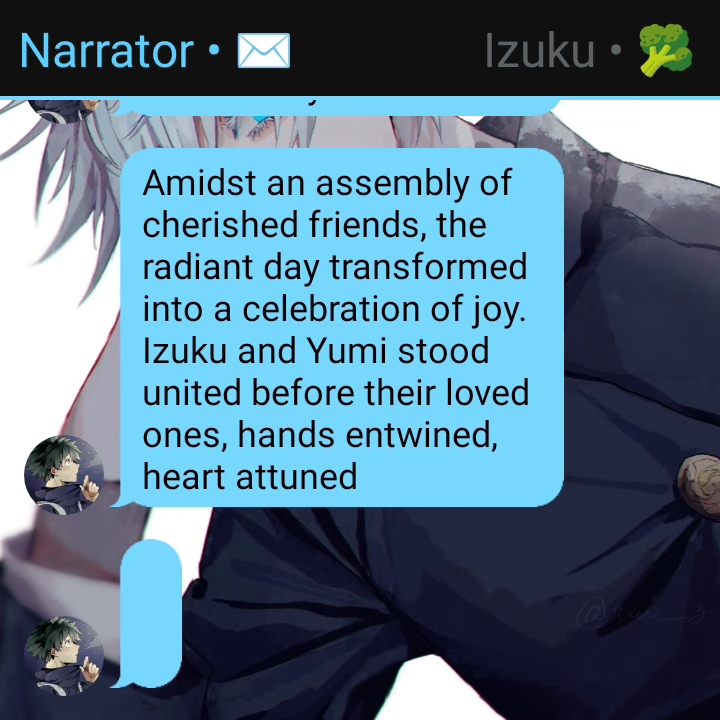 Narrator • ✉️ Izuku • 🥦
Amidst an assembly of
cherished friends, the
radiant day transformed
into a celebration of joy.
Izuku and Yumi stood
united before their loved
ones, hands entwined,
heart attuned